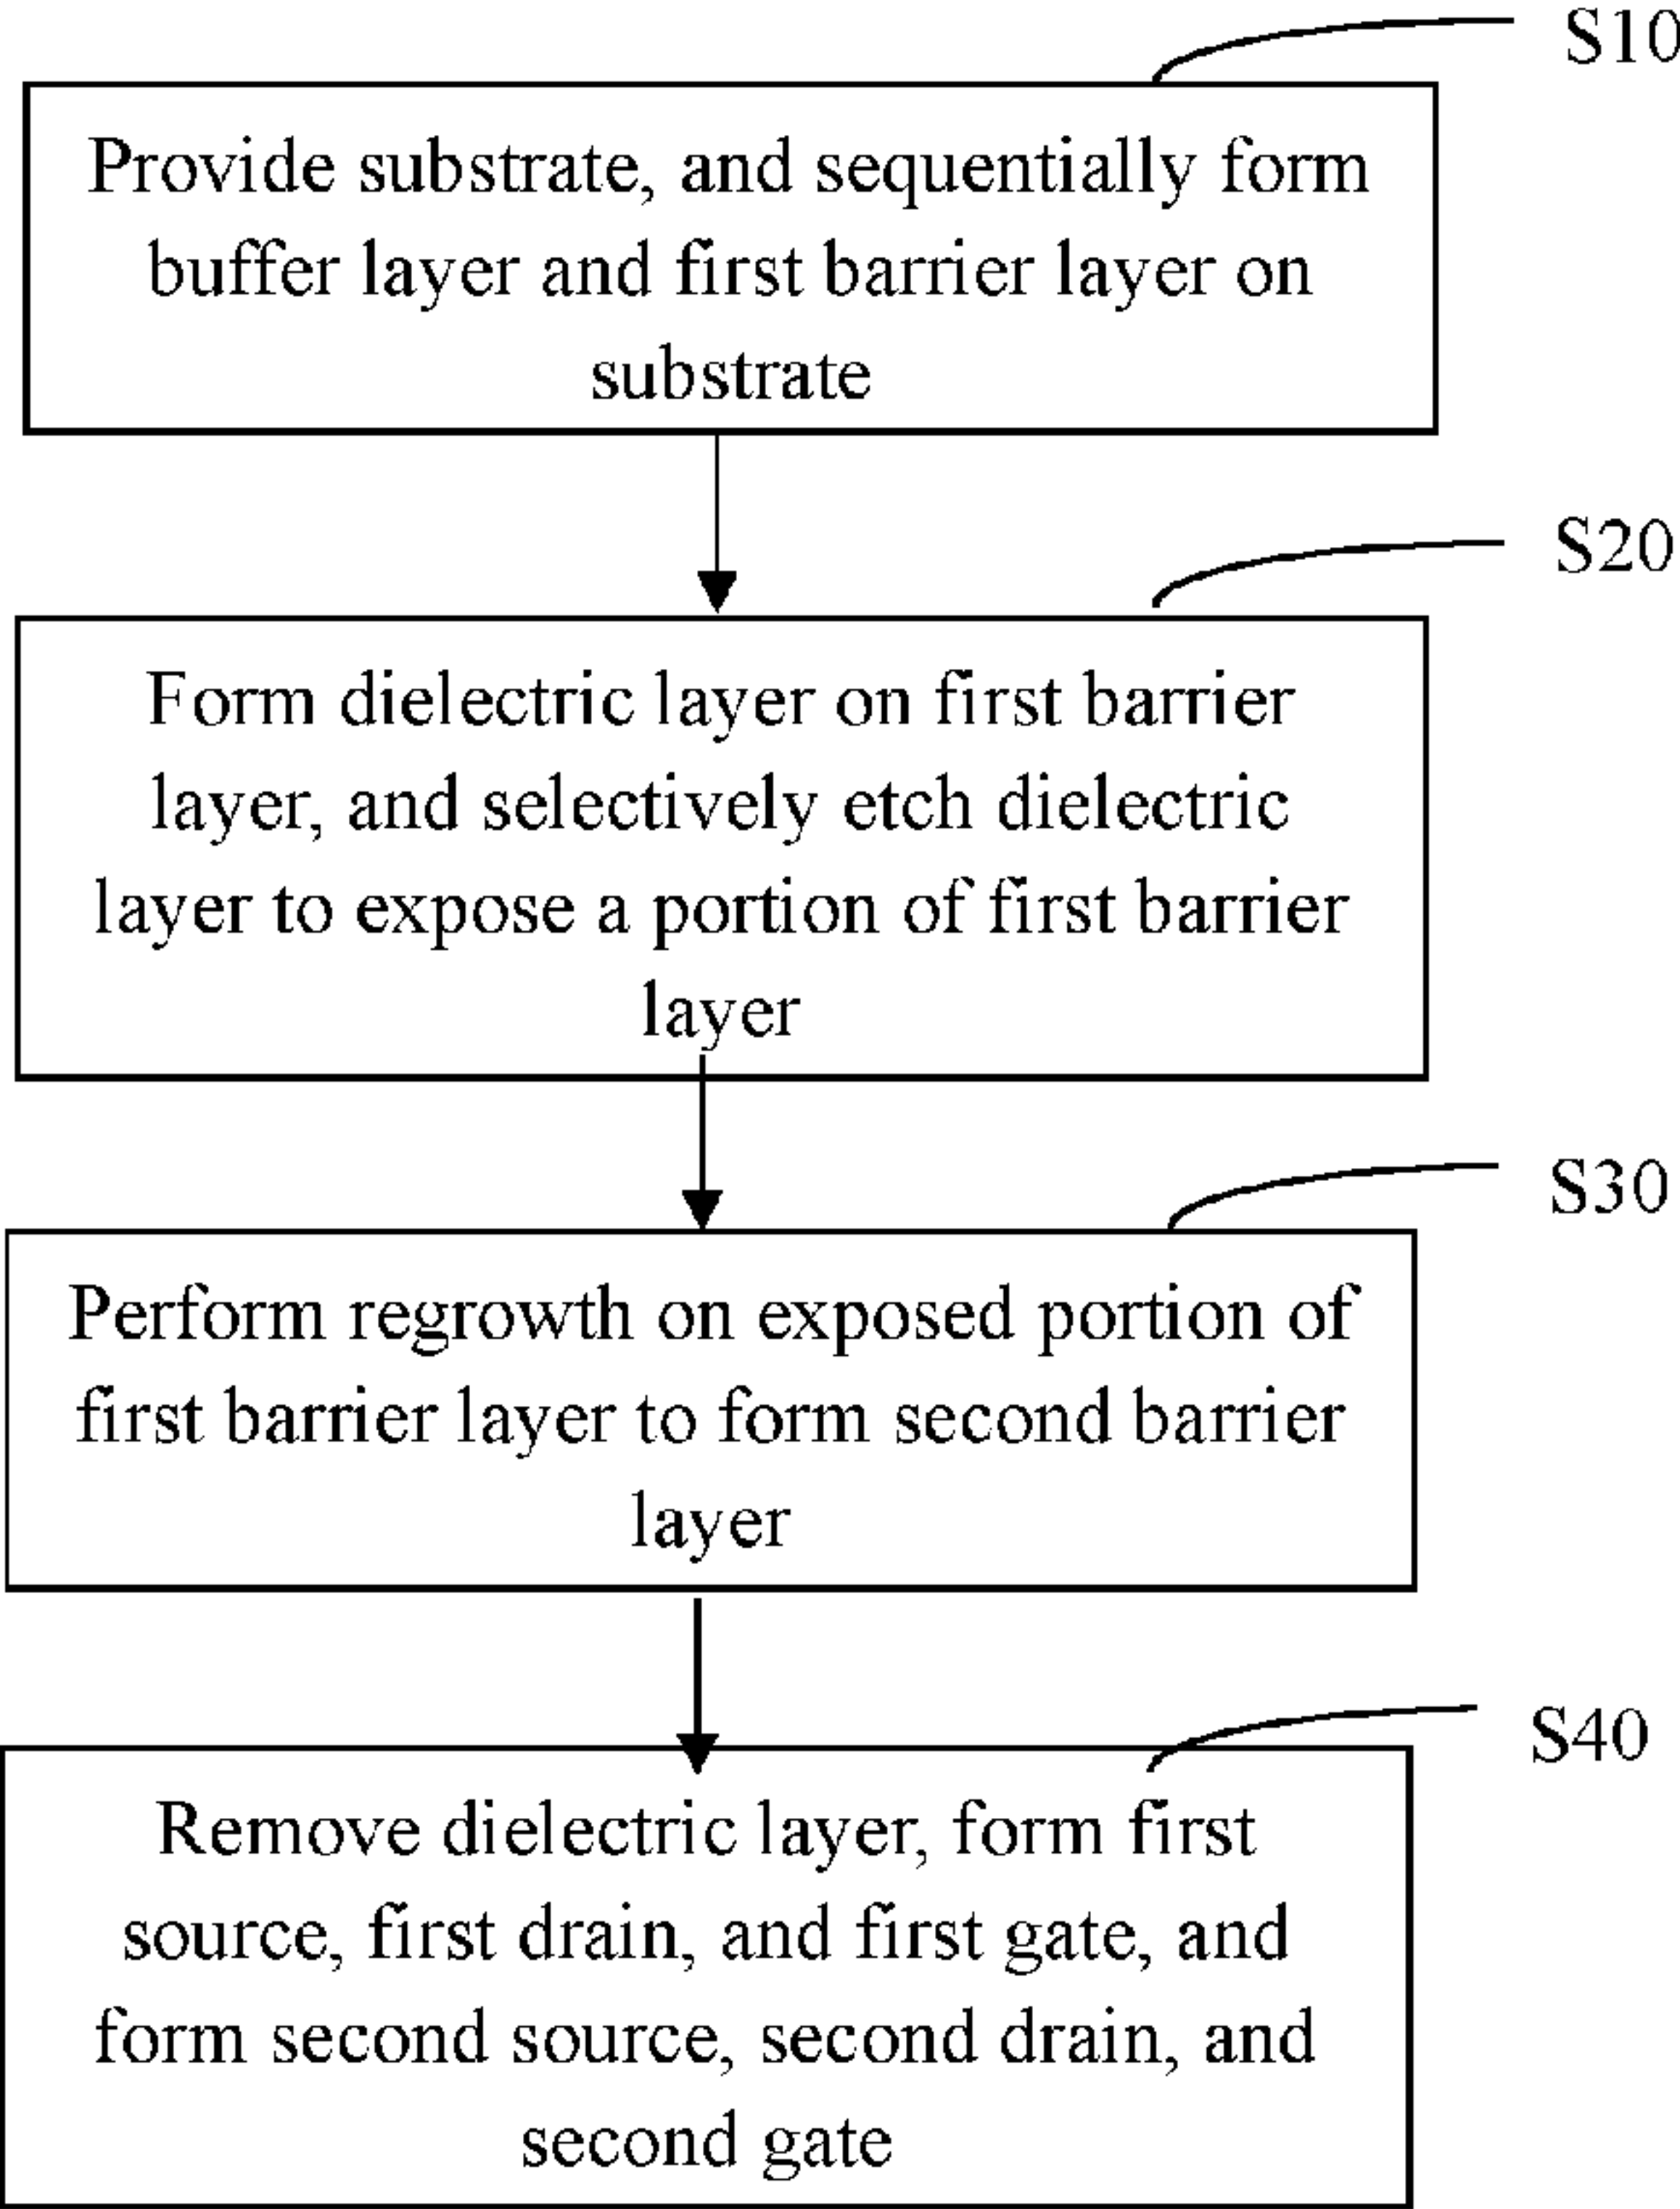 S10
Provide substrate, and sequentially form
buffer layer and first barrier layer on
substrate
S20
Form dielectric layer on first barrier
layer, and selectively etch dielectric
layer to expose a portion of first barrier
layer
S30
Perform regrowth on exposed portion of
first barrier layer to form second barrier
layer
S40
Remove dielectric layer, form first
source, first drain, and first gate, and
form second source, second drain, and
second gate